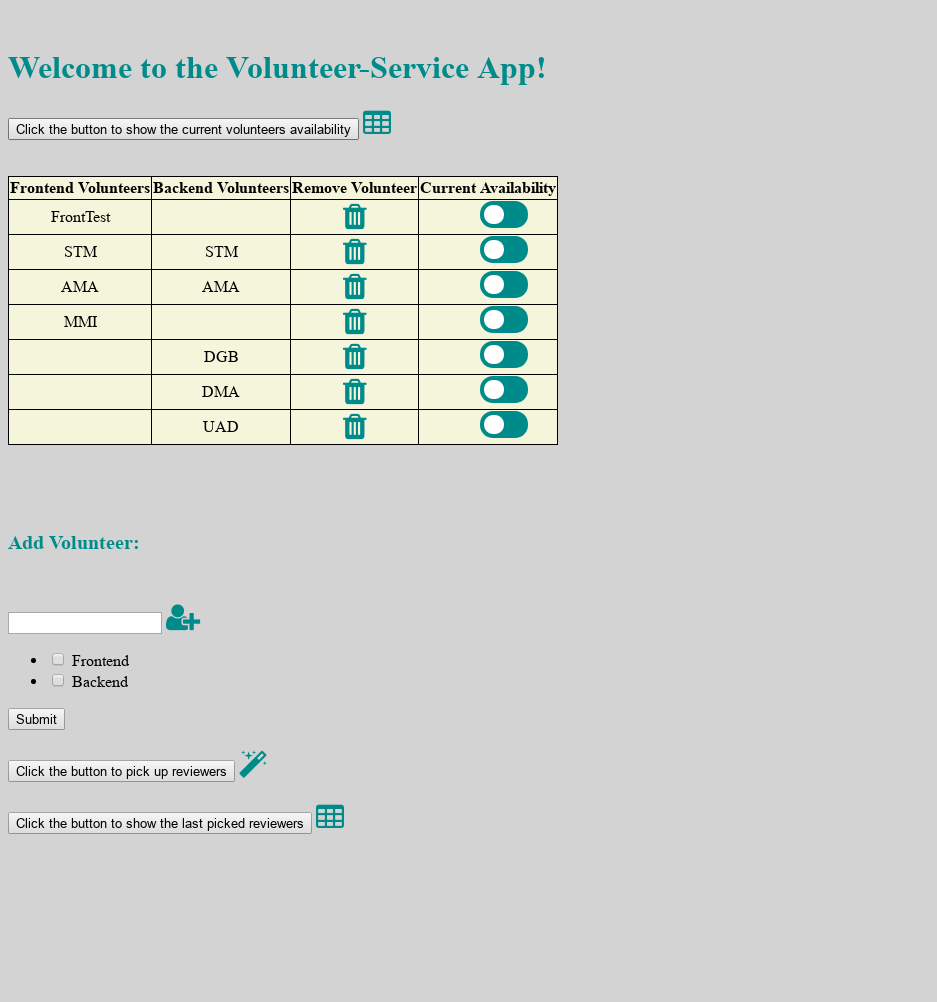 Welcome to the Volunteer-Service App!
Click the button to show the current volunteers availability
Frontend Volunteers Backend Volunteers Remove Volunteer Current Availability
FrontTest
STM STM
AMA AMA
MMI
DGB
DMA
UAD
Add Volunteer:
Frontend
Backend
Submit
Click the button to pick up reviewers
Click the button to show the last picked reviewers